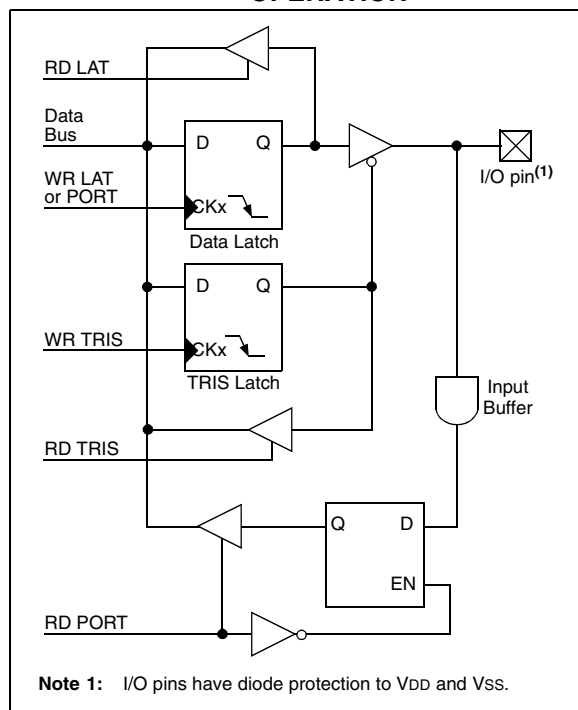 OPERATION
RD LAT
Data
Bus
D Q
I/O pin(1)
WR LAT
or PORT
CKx
Data Latch
D Q
WR TRIS
CKx
TRIS Latch
Input
Buffer
RD TRIS
Q D
EN
RD PORT
Note 1: I/O pins have diode protection to VDD and VSS.